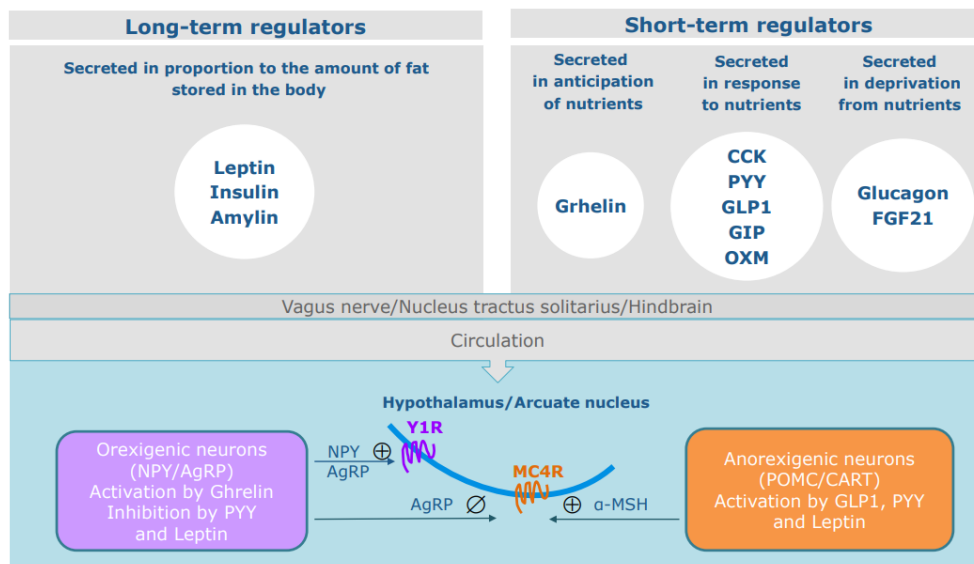 Long-term regulators
Secreted in proportion to the amount of fat
stored in the body
Leptin
Insulin
Amylin
Short-term regulators
Secreted
in anticipation
of nutrients
Grhelin
Secreted
in response
to nutrients
CCK
PYY
GLP1
GIP
OXM
Secreted
in deprivation
from nutrients
Glucagon
FGF21
Vagus nerve/Nucleus tractus solitarius/Hindbrain
Circulation
Hypothalamus/Arcuate nucleus
Orexigenic neurons
(NPY/AgRP)
Activation by Ghrelin
Inhibition by PYY
and Leptin
NPY ⊕
AgRP
Y1R
AgRP ∅
MC4R
⊕ α-MSH
Anorexigenic neurons
(POMC/CART)
Activation by GLP1, PYY
and Leptin